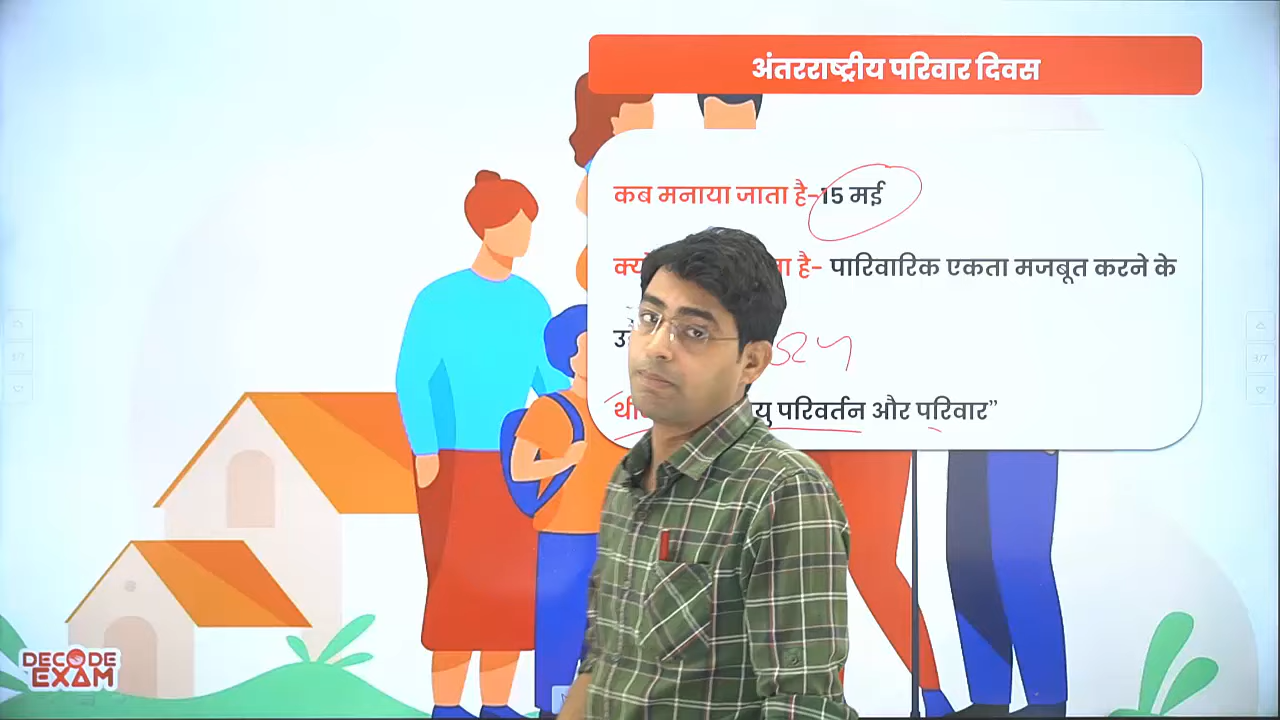 अंतरराष्ट्रीय परिवार दिवस
कब मनाया जाता है-15 मई
है- पारिवारिक एकता मजबूत करने के
परिवर्तन और परिवार”
DECODE
EXAM